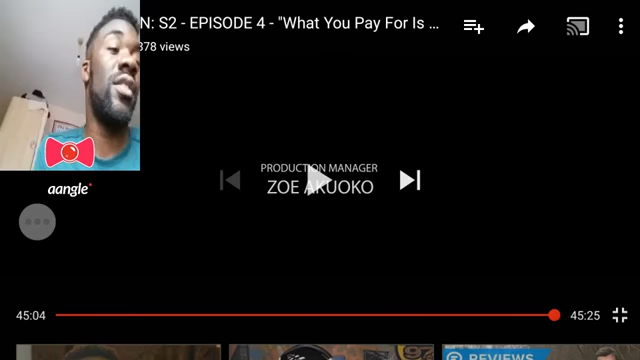 N: S2 - EPISODE 4 - "What You Pay For Is ...
378 views
PRODUCTION MANAGER
ZOE AKUOKO
aangle
45:04
45:25
REVIEWS